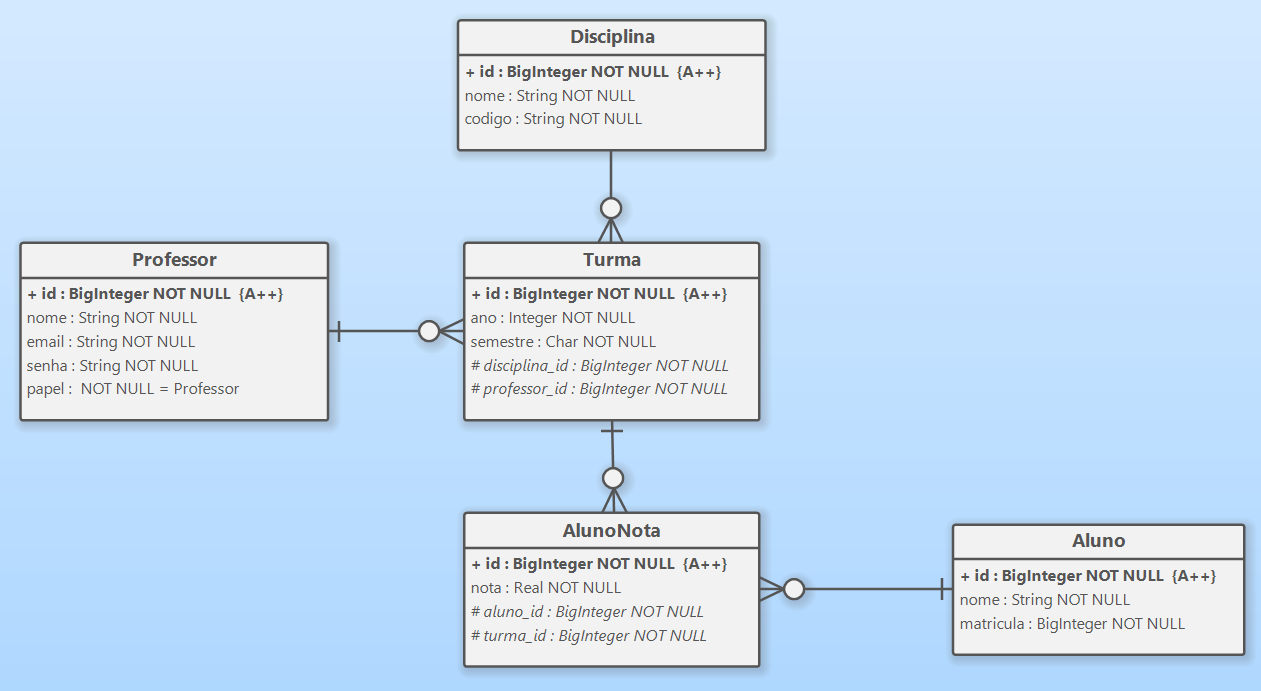 Disciplina
+ id : BigInteger NOT NULL {A++}
nome : String NOT NULL
codigo : String NOT NULL
Professor
+ id : BigInteger NOT NULL {A++}
nome : String NOT NULL
email : String NOT NULL
senha : String NOT NULL
papel : NOT NULL = Professor
Turma
+ id : BigInteger NOT NULL {A++}
ano : Integer NOT NULL
semestre : Char NOT NULL
# disciplina_id : BigInteger NOT NULL
# professor_id : BigInteger NOT NULL
AlunoNota
+ id : BigInteger NOT NULL {A++}
nota : Real NOT NULL
# aluno_id : BigInteger NOT NULL
# turma_id : BigInteger NOT NULL
Aluno
+ id : BigInteger NOT NULL {A++}
nome : String NOT NULL
matricula : BigInteger NOT NULL